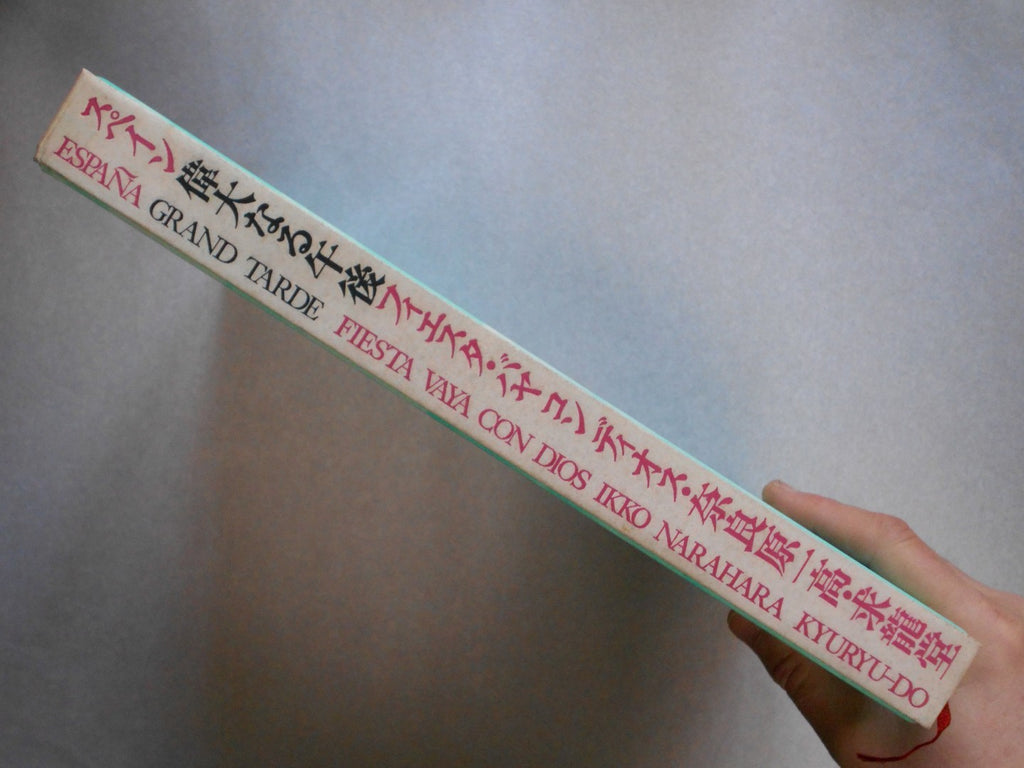 スペイン偉大なる午後フィエスタ・バヤコンディオス・奈良原一高・求龍堂
ESPAÑA GRAND TARDE FIESTA VAYA CON DIOS IKKO NARAHARA KYURYU-DO